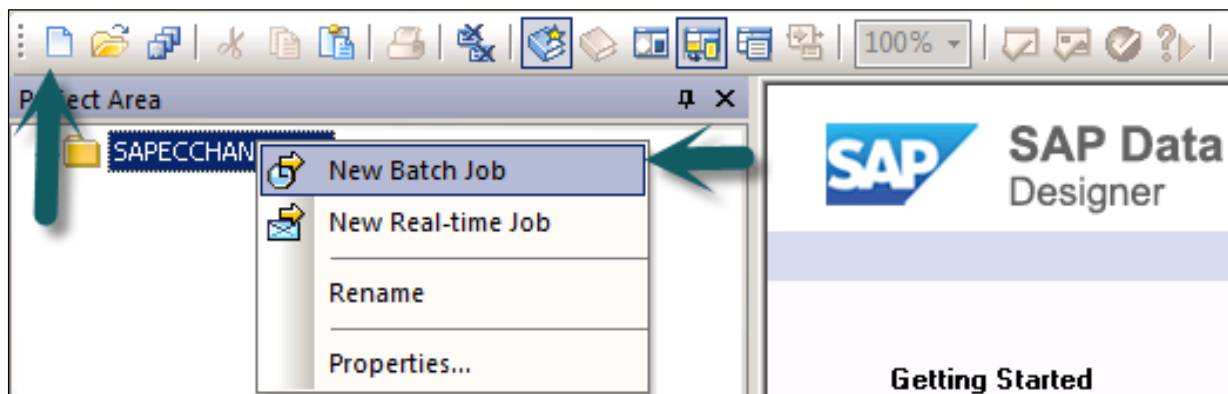 100%
Project Area
SAPECCHAN
New Batch Job
New Real-time Job
Rename
Properties...
SAP
SAP Data
Designer
Getting Started